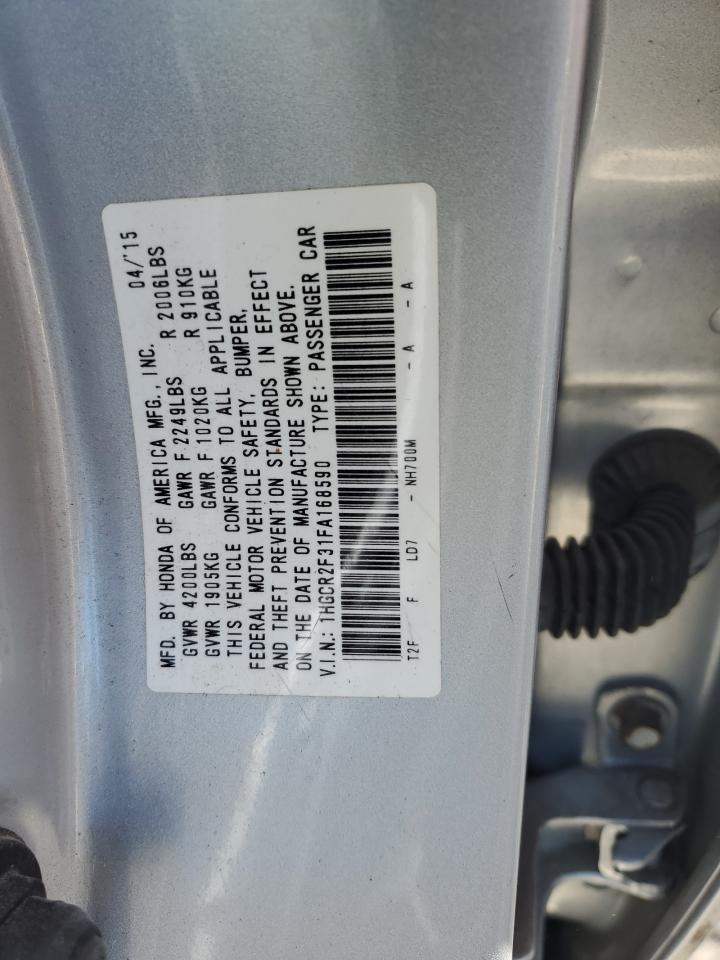 MFD. BY HONDA OF AMERICA MFG., INC. 04/'15
GVWR 4200LBS GAWR F 2249LBS R 2006LBS
GVWR 1905KG GAWR F 1020KG R 910KG
THIS VEHICLE CONFORMS TO ALL APPLICABLE
FEDERAL MOTOR VEHICLE SAFETY, BUMPER,
AND THEFT PREVENTION STANDARDS IN EFFECT
ON THE DATE OF MANUFACTURE SHOWN ABOVE.
V.I.N.: 1HGCR2F31FA168590 TYPE: PASSENGER CAR
T2F F LD7 - NH700M - A - A